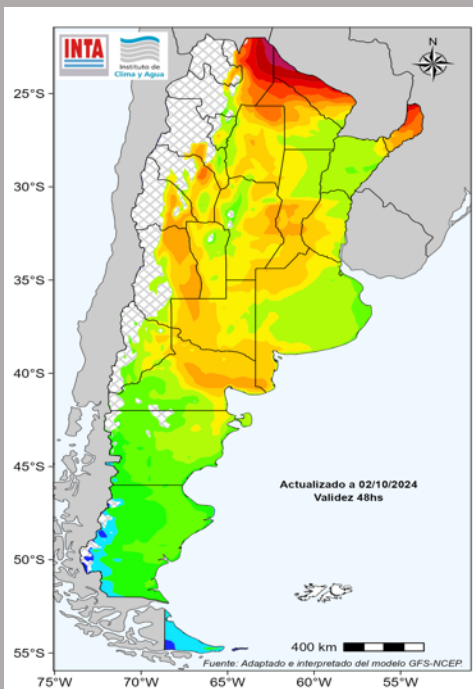 INTA
Instituto de
Clima y Agua
N
25°S
30°S
35°S
40°S
45°S
50°S
55°S
Actualizado a 02/10/2024
Validez 48hs
400 km
Fuente: Adaptado e interpretado del modelo GFS-NCEP.
75°W
70°W
65°W
60°W
55°W